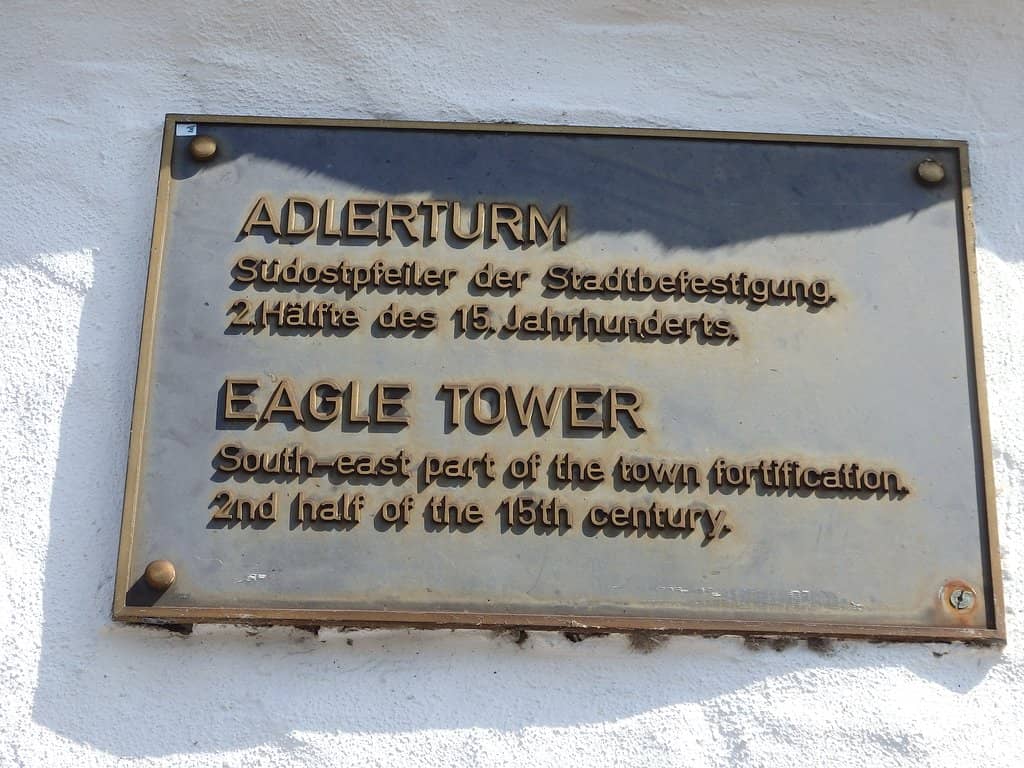 ADLERTURM
Südostpfeiler der Stadtbefestigung.
2.Hälfte des 15.Jahrhunderts.
EAGLE TOWER
South-east part of the town fortification.
2nd half of the 15th century.